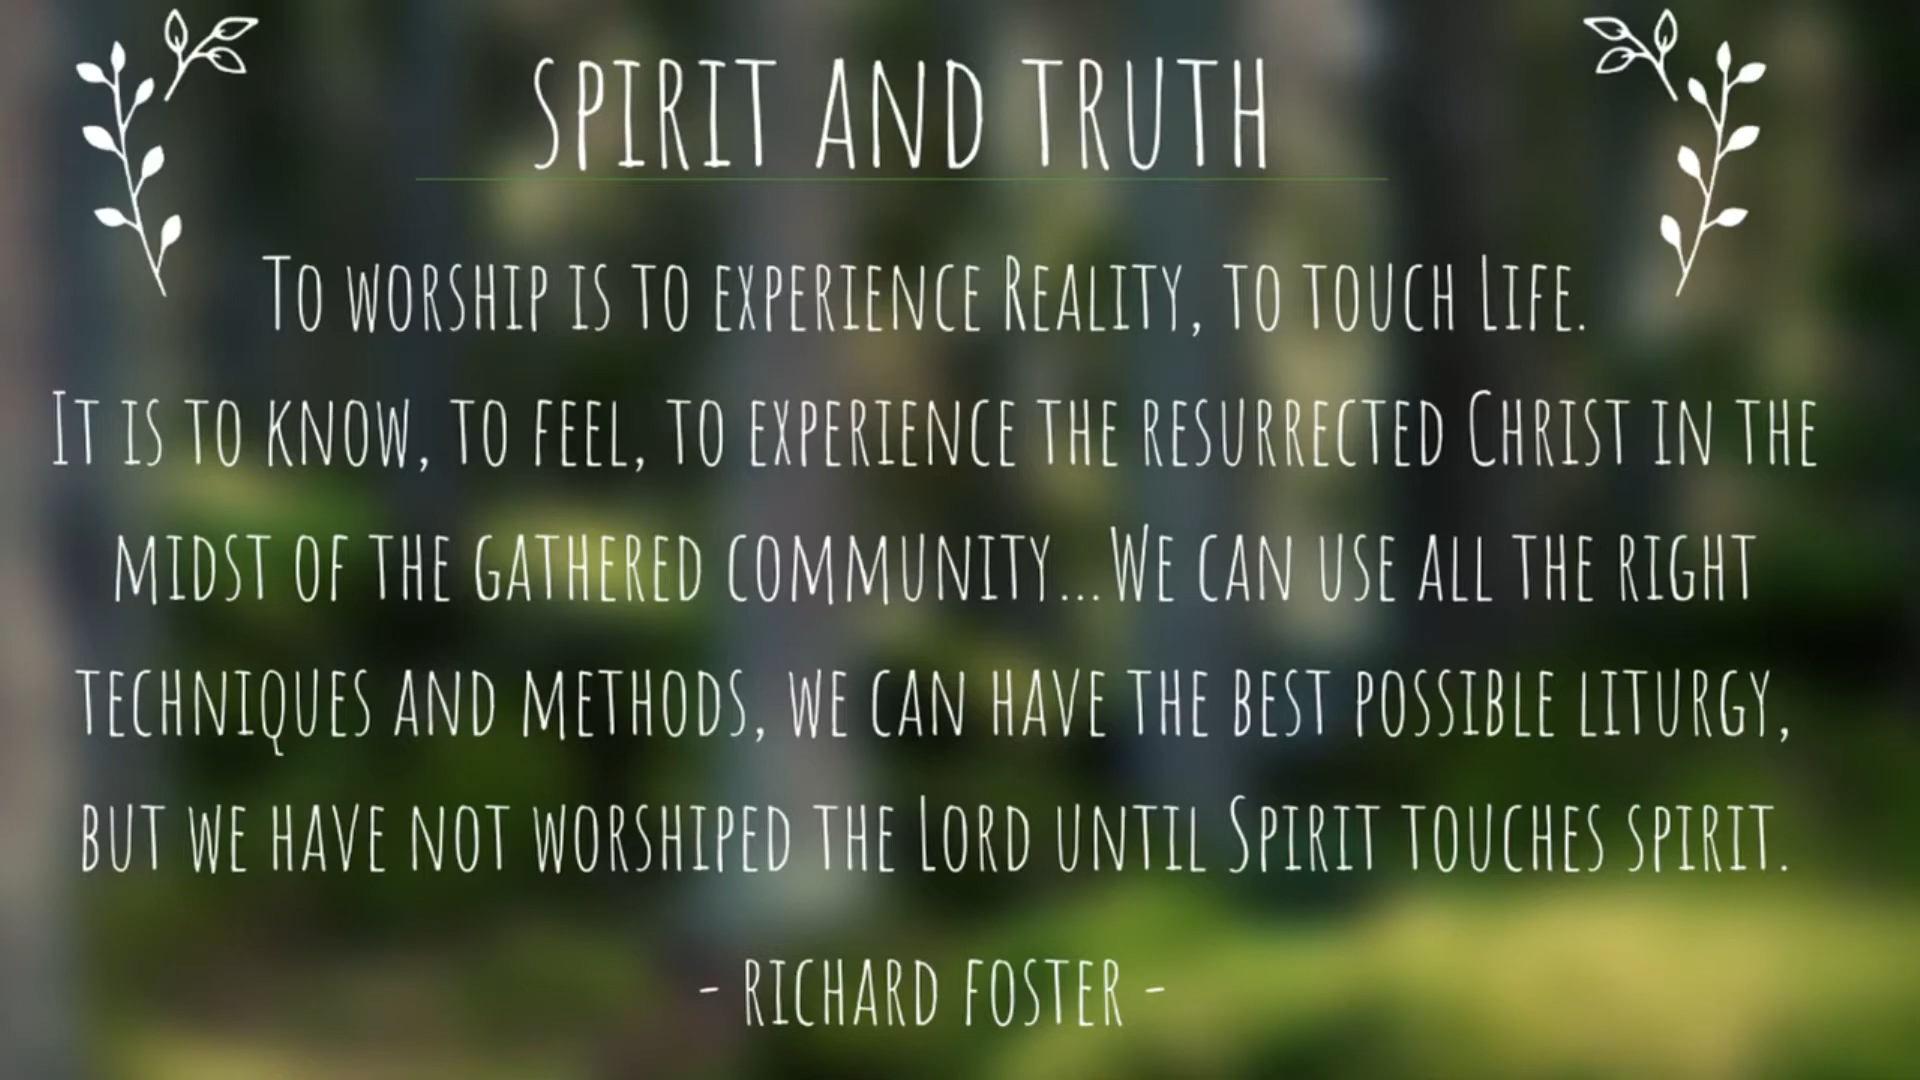 SPIRIT AND TRUTH
To worship is to experience Reality, to touch Life.
It is to know, to feel, to experience the resurrected Christ in the
midst of the gathered community...We can use all the right
techniques and methods, we can have the best possible liturgy,
but we have not worshiped the Lord until Spirit touches spirit.
- RICHARD FOSTER -